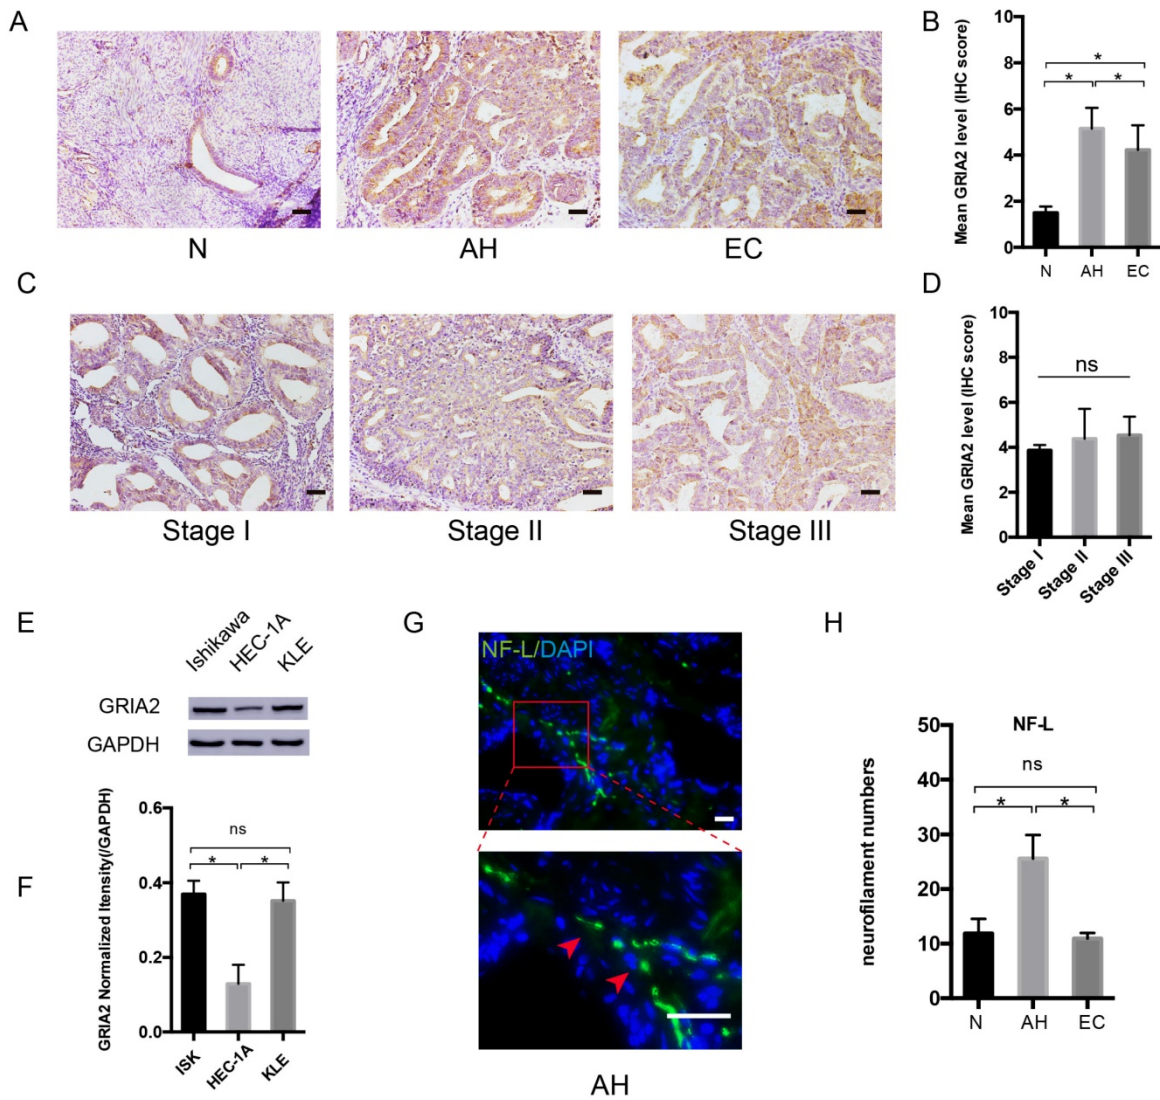 A
N
AH
EC
B
Mean GRIA2 level (IHC score)
10
8
6
4
2
0
*
*
*
N
AH
EC
C
Stage I
Stage II
Stage III
D
Mean GRIA2 level (IHC score)
10
8
6
4
2
0
ns
Stage I
Stage II
Stage III
E
Ishikawa
HEC-1A
KLE
GRIA2
GAPDH
F
GRIA2 Normalized Itensity(/GAPDH)
0.6
0.4
0.2
0.0
ns
*
*
ISK
HEC-1A
KLE
G
NF-L/DAPI
AH
H
NF-L
neurofilament numbers
50
40
30
20
10
0
ns
*
*
N
AH
EC